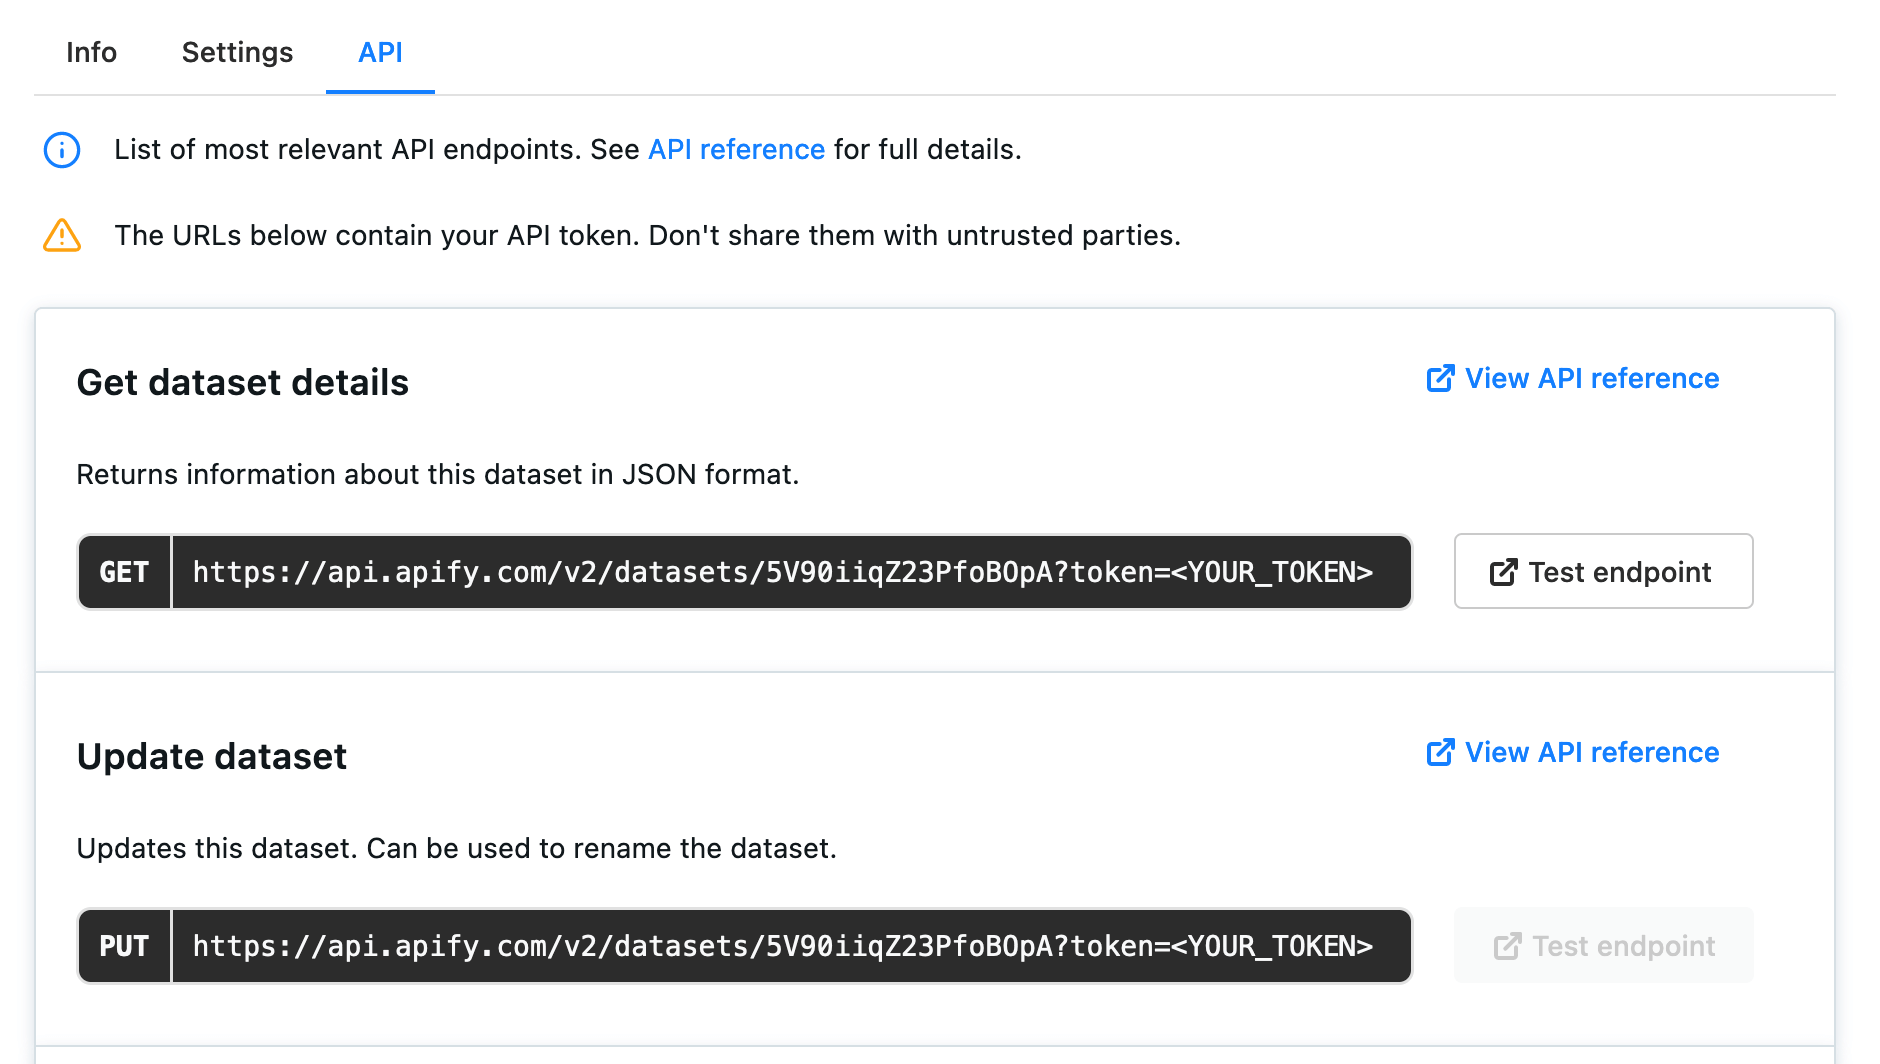 Info Settings API
List of most relevant API endpoints. See API reference for full details.
The URLs below contain your API token. Don't share them with untrusted parties.
Get dataset details View API reference
Returns information about this dataset in JSON format.
GET https://api.apify.com/v2/datasets/5V90iiqZ23PfoBOpA?token=<YOUR_TOKEN> Test endpoint
Update dataset View API reference
Updates this dataset. Can be used to rename the dataset.
PUT https://api.apify.com/v2/datasets/5V90iiqZ23PfoBOpA?token=<YOUR_TOKEN> Test endpoint